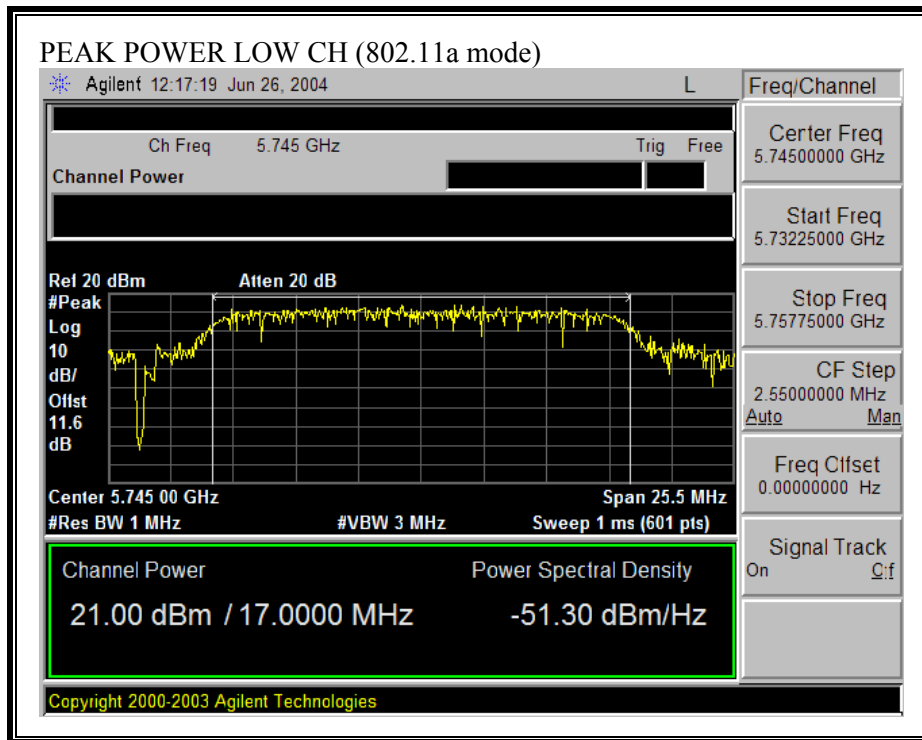 PEAK POWER LOW CH (802.11a mode)
Agilent 12:17:19 Jun 26, 2004 L
Freq/Channel
Ch Freq 5.745 GHz Trig Free
Channel Power
Center Freq
5.74500000 GHz
Start Freq
5.73225000 GHz
Stop Freq
5.75775000 GHz
CF Step
2.55000000 MHz
Auto Man
Freq Offset
0.00000000 Hz
Signal Track
On Off
Ref 20 dBm Atten 20 dB
#Peak
Log
10
dB/
Offst
11.6
dB
Center 5.745 00 GHz Span 25.5 MHz
#Res BW 1 MHz #VBW 3 MHz Sweep 1 ms (601 pts)
Channel Power Power Spectral Density
21.00 dBm / 17.0000 MHz -51.30 dBm/Hz
Copyright 2000-2003 Agilent Technologies